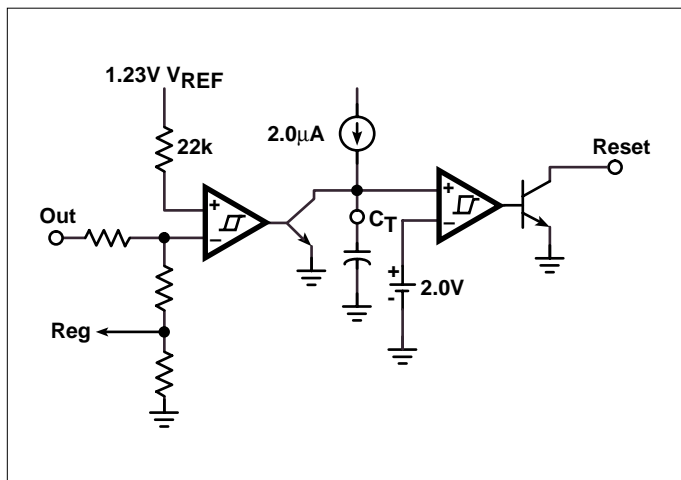 1.23V VREF
22k
2.0µA
Reset
Out
+
−
CT
+
−
+
-
2.0V
Reg